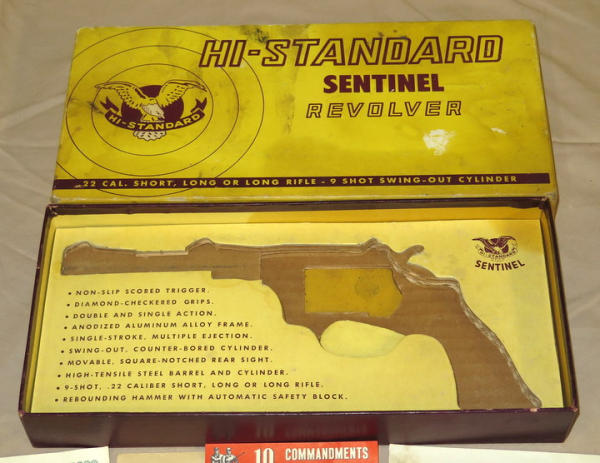 HI-STANDARD
SENTINEL
REVOLVER
HI-STANDARD
.22 CAL. SHORT, LONG OR LONG RIFLE - 9 SHOT SWING-OUT CYLINDER
HI-STANDARD
SENTINEL
• NON-SLIP SCORED TRIGGER.
• DIAMOND-CHECKERED GRIPS.
• DOUBLE AND SINGLE ACTION.
• ANODIZED ALUMINUM ALLOY FRAME.
• SINGLE-STROKE, MULTIPLE EJECTION.
• SWING-OUT, COUNTER-BORED CYLINDER.
• MOVABLE, SQUARE-NOTCHED REAR SIGHT.
• HIGH-TENSILE STEEL BARREL AND CYLINDER.
• 9-SHOT, .22 CALIBER SHORT, LONG OR LONG RIFLE.
• REBOUNDING HAMMER WITH AUTOMATIC SAFETY BLOCK.
10 COMMANDMENTS